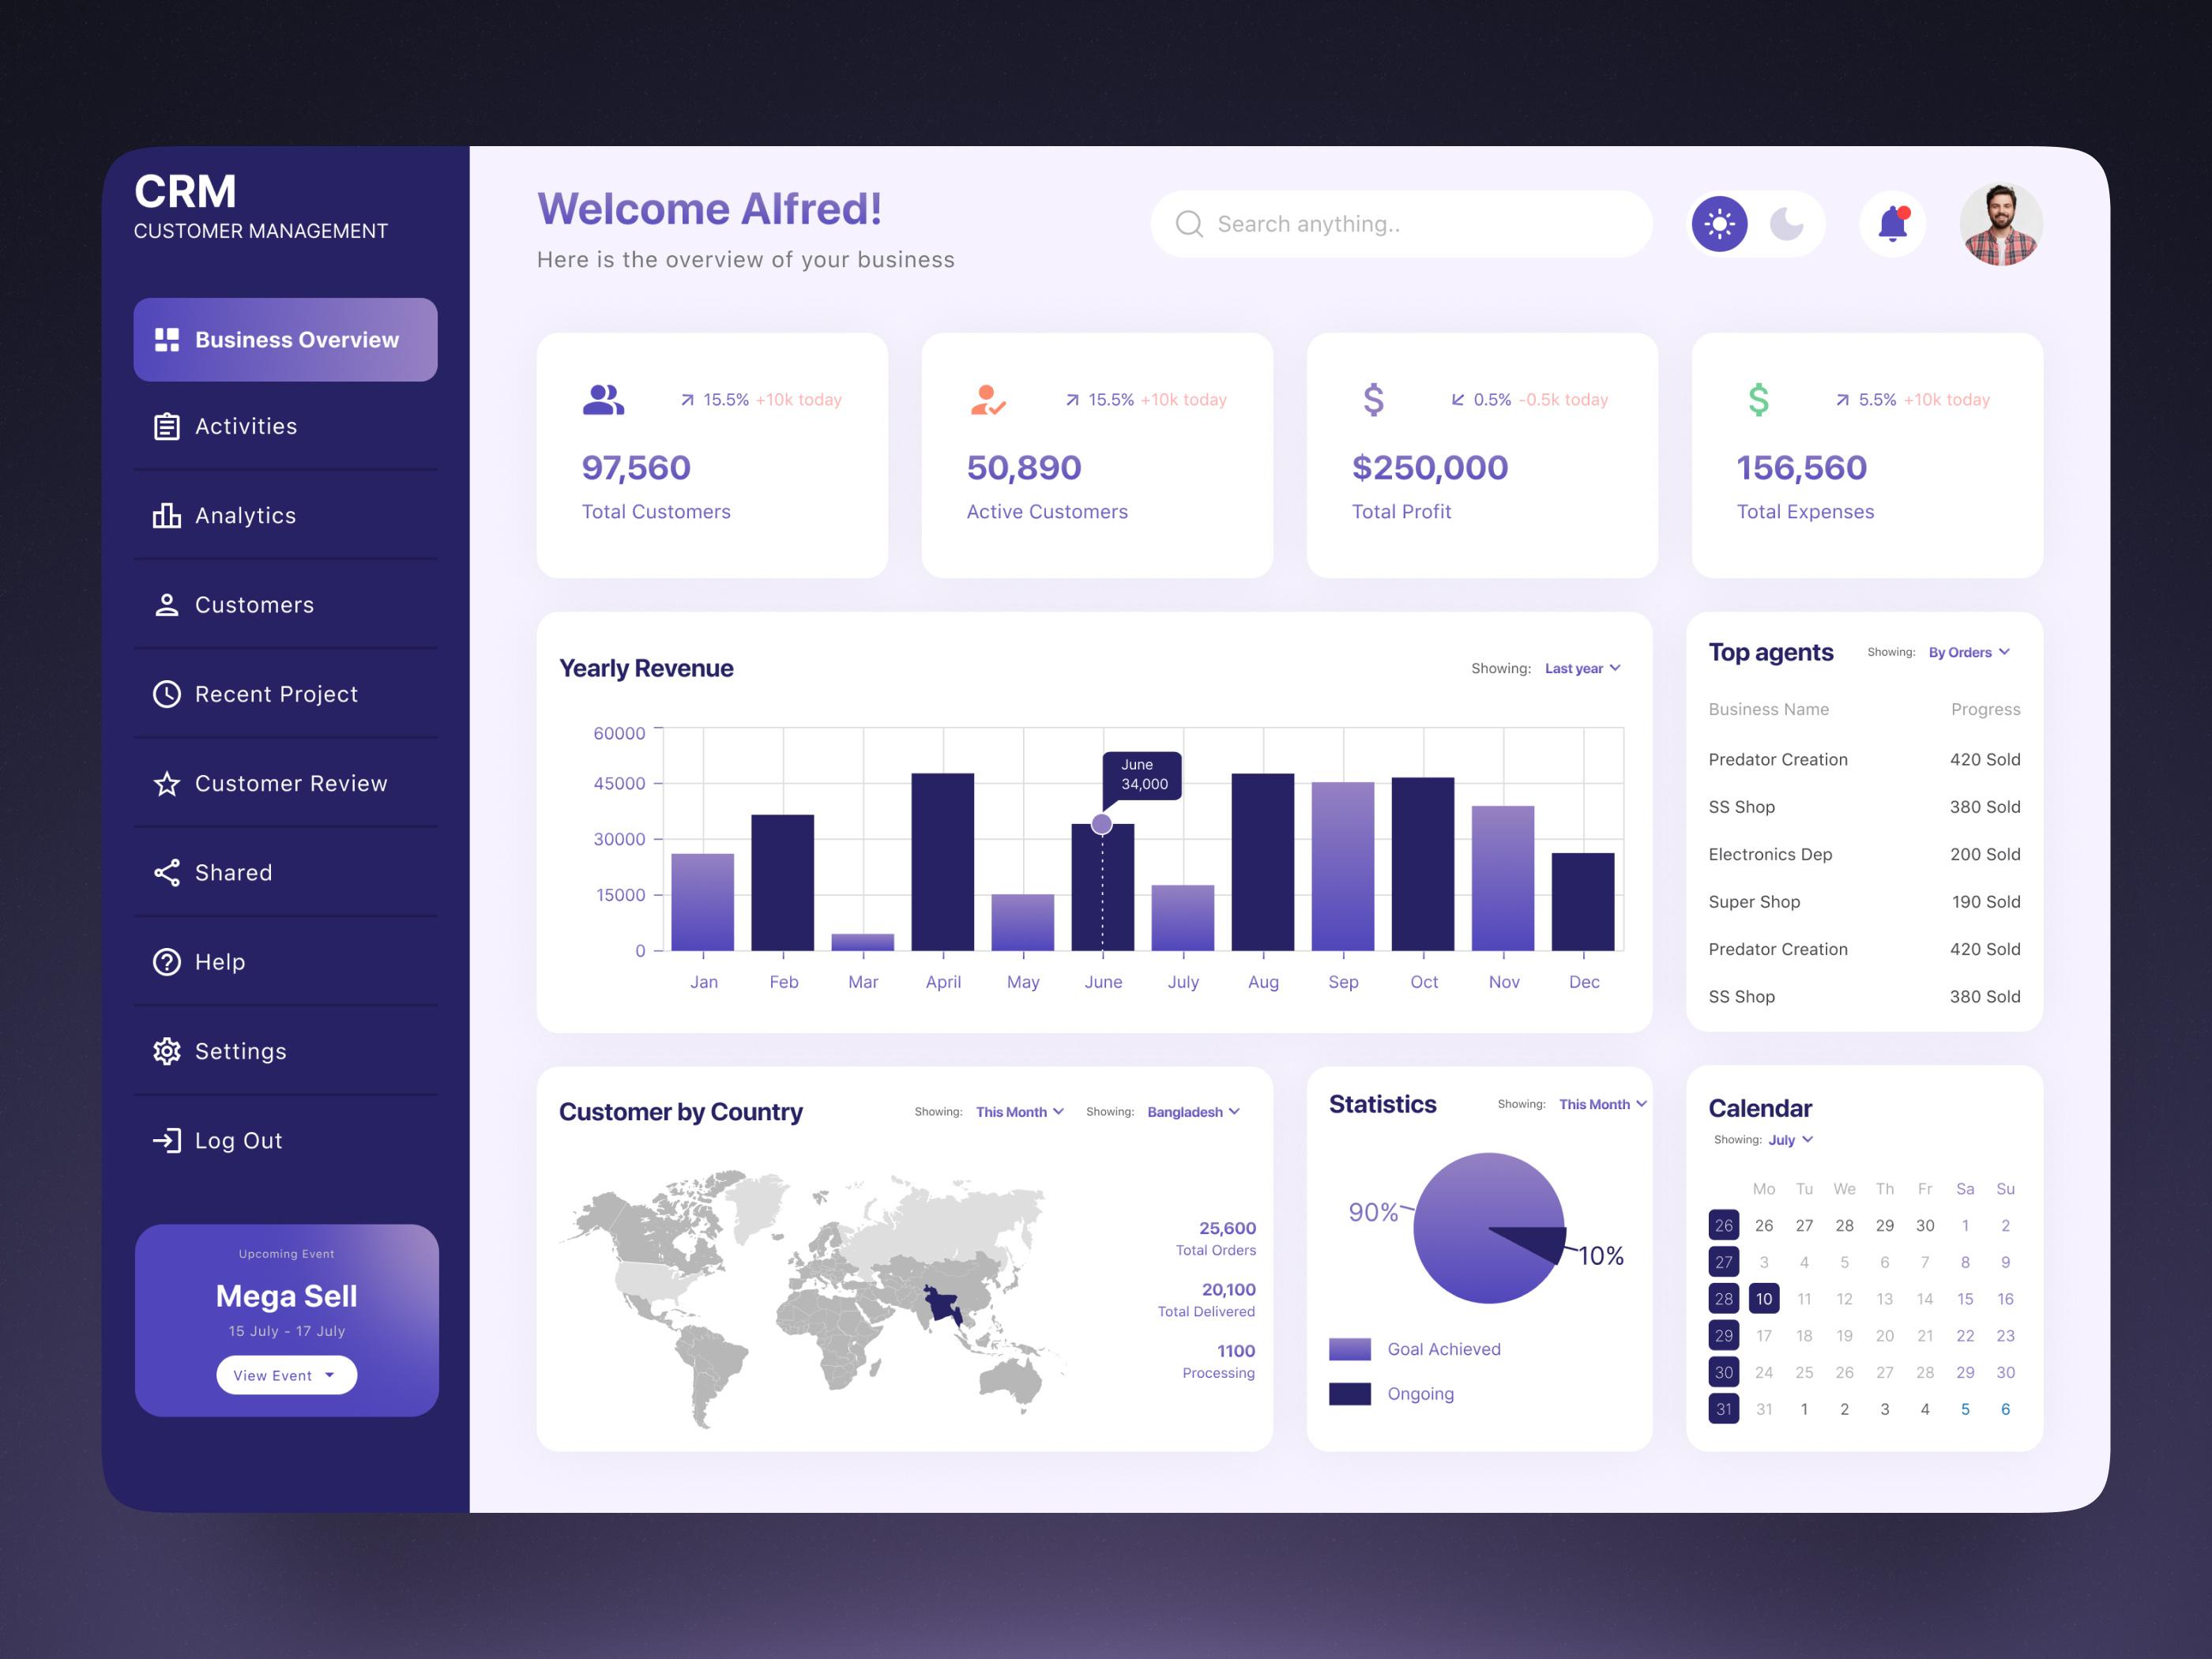 CRM
CUSTOMER MANAGEMENT
Business Overview
Activities
Analytics
Customers
Recent Project
Customer Review
Shared
Help
Settings
Log Out
Upcoming Event
Mega Sell
15 July - 17 July
View Event
Welcome Alfred!
Here is the overview of your business
Search anything..
15.5% +10k today
97,560
Total Customers
15.5% +10k today
50,890
Active Customers
$
0.5% -0.5k today
$250,000
Total Profit
$
5.5% +10k today
156,560
Total Expenses
Yearly Revenue
Showing: Last year
60000
45000
30000
15000
0
June
34,000
Jan Feb Mar April May June July Aug Sep Oct Nov Dec
Top agents
Showing: By Orders
Business Name Progress
Predator Creation 420 Sold
SS Shop 380 Sold
Electronics Dep 200 Sold
Super Shop 190 Sold
Predator Creation 420 Sold
SS Shop 380 Sold
Customer by Country
Showing: This Month Showing: Bangladesh
25,600
Total Orders
20,100
Total Delivered
1100
Processing
Statistics
Showing: This Month
90%
10%
Goal Achieved
Ongoing
Calendar
Showing: July
Mo Tu We Th Fr Sa Su
26 26 27 28 29 30 1 2
27 3 4 5 6 7 8 9
28 10 11 12 13 14 15 16
29 17 18 19 20 21 22 23
30 24 25 26 27 28 29 30
31 31 1 2 3 4 5 6